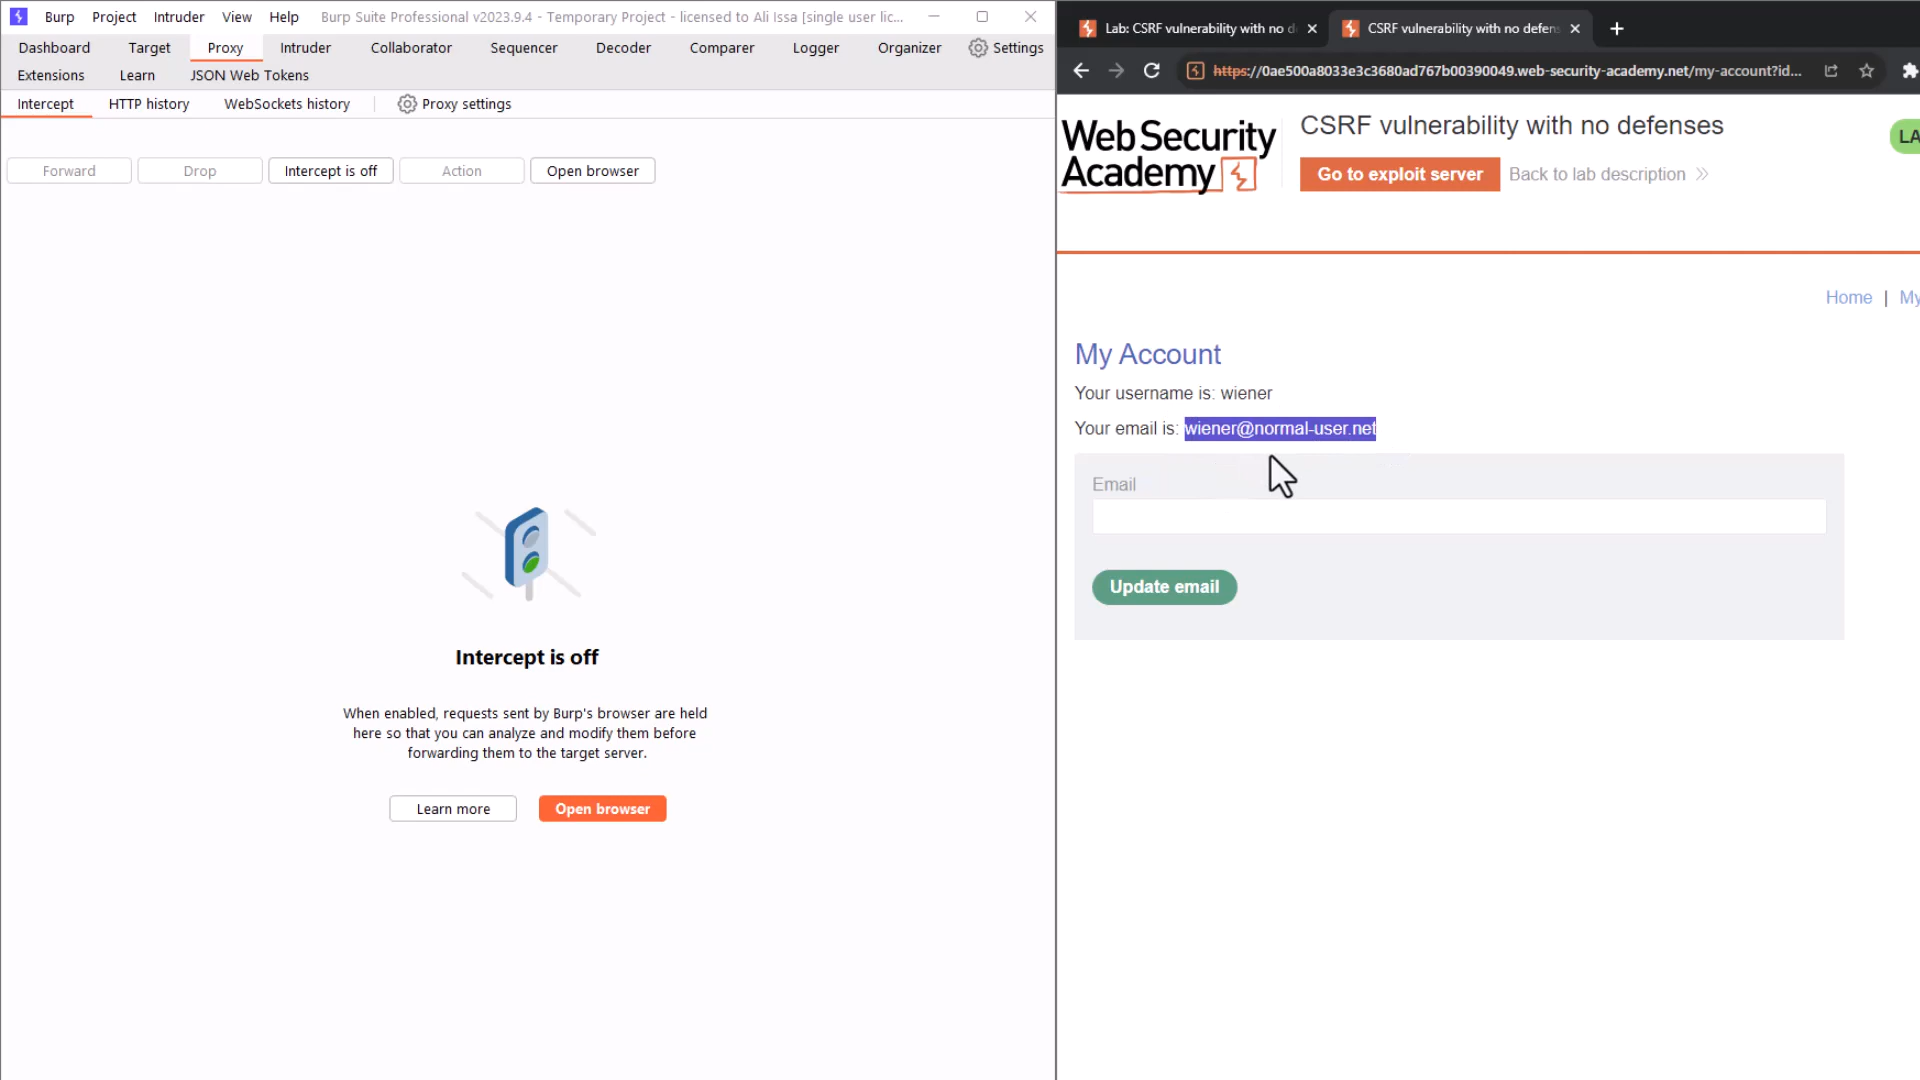 Burp Project Intruder View Help Burp Suite Professional v2023.9.4 - Temporary Project - licensed to Ali Issa [single user lic...
Dashboard Target Proxy Intruder Collaborator Sequencer Decoder Comparer Logger Organizer Settings
Extensions Learn JSON Web Tokens
Intercept HTTP history WebSockets history Proxy settings
Forward Drop Intercept is off Action Open browser
Intercept is off
When enabled, requests sent by Burp's browser are held
here so that you can analyze and modify them before
forwarding them to the target server.
Learn more Open browser
Lab: CSRF vulnerability with no d CSRF vulnerability with no defens
https://0ae500a8033e3c3680ad767b00390049.web-security-academy.net/my-account?id...
WebSecurity
Academy
CSRF vulnerability with no defenses
LA
Go to exploit server Back to lab description
Home | My
My Account
Your username is: wiener
Your email is: wiener@normal-user.net
Email
Update email